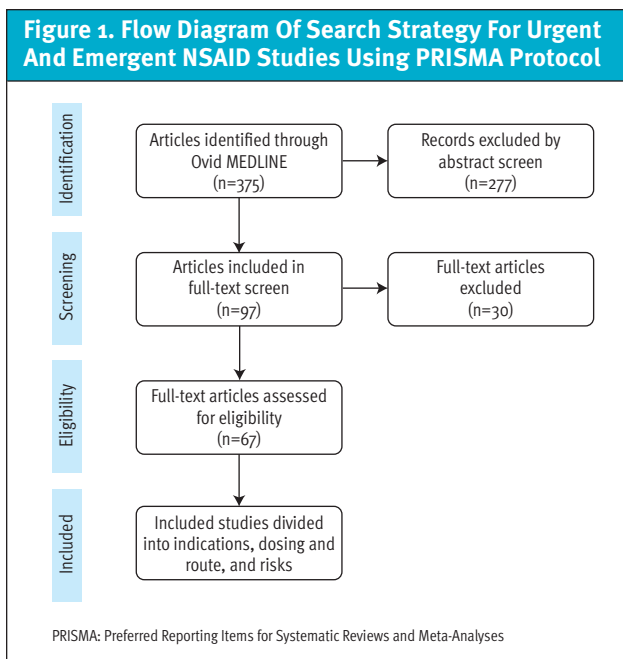 Figure 1. Flow Diagram Of Search Strategy For Urgent
And Emergent NSAID Studies Using PRISMA Protocol
Identification
Articles identified through
Ovid MEDLINE
(n=375)
Records excluded by
abstract screen
(n=277)
Screening
Articles included in
full-text screen
(n=97)
Full-text articles
excluded
(n=30)
Eligibility
Full-text articles assessed
for eligibility
(n=67)
Included
Included studies divided
into indications, dosing and
route, and risks
PRISMA: Preferred Reporting Items for Systematic Reviews and Meta-Analyses